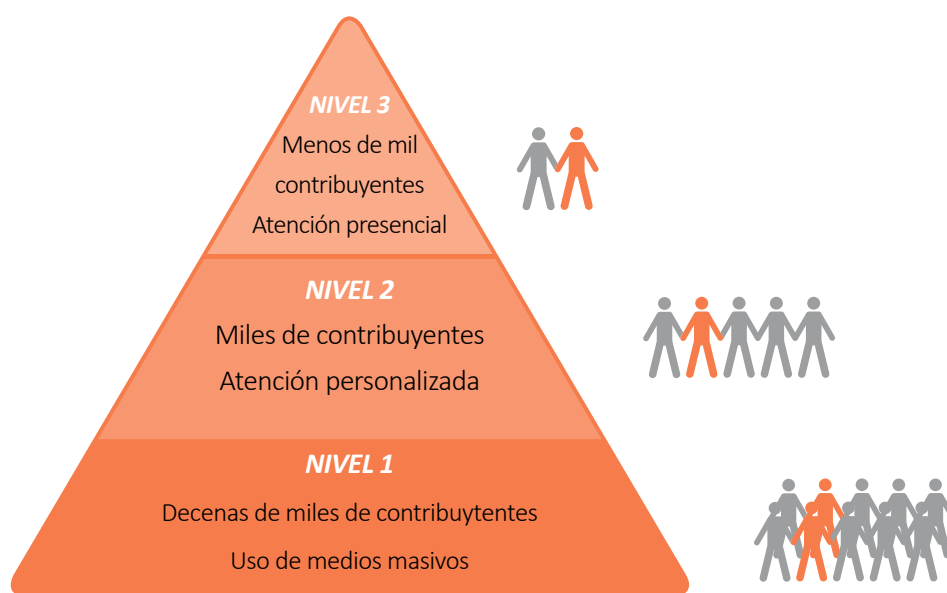 NIVEL 3
Menos de mil
contribuyentes
Atención presencial
NIVEL 2
Miles de contribuyentes
Atención personalizada
NIVEL 1
Decenas de miles de contribuytentes
Uso de medios masivos